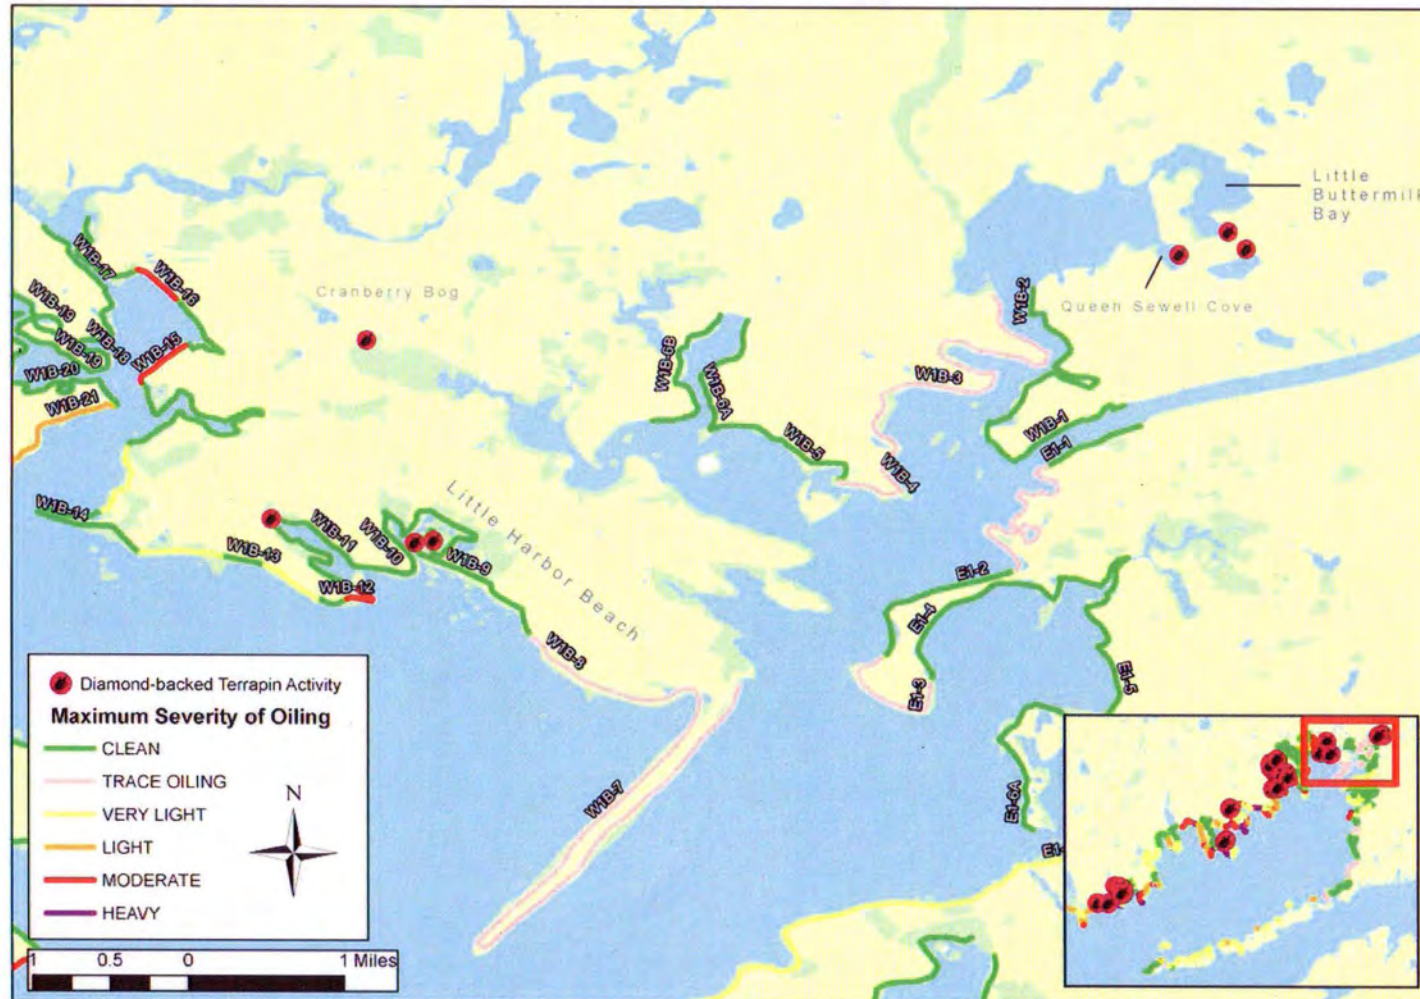 Little
Buttermil
Bay
Queen Sewell Cove
Cranberry Bog
Little Harbor Beach
W1B-17
W1B-16
W1B-19
W1B-18
W1B-19
W1B-15
W1B-20
W1B-21
W1B-14
W1B-13
W1B-11
W1B-10
W1B-9
W1B-12
W1B-8
W1B-7
W1B-6B
W1B-6A
W1B-5
W1B-4
W1B-3
W1B-2
W1B-1
E1-1
E1-2
E1-4
E1-3
E1-5
E1-6A
E1-
Diamond-backed Terrapin Activity
Maximum Severity of Oiling
CLEAN
TRACE OILING
VERY LIGHT
LIGHT
MODERATE
HEAVY
N
1 0.5 0 1 Miles